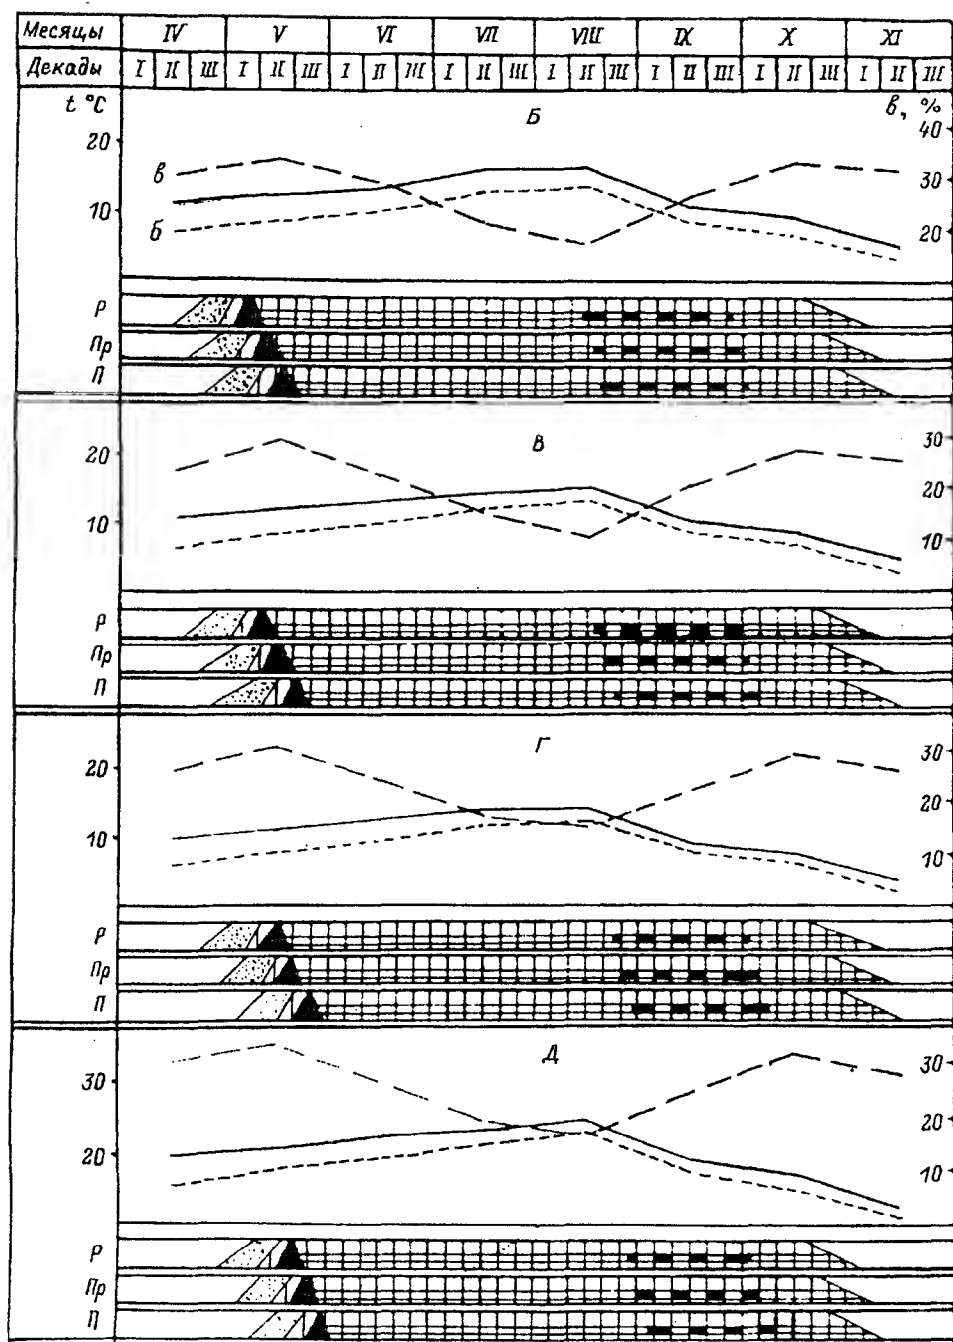 Месяцы IV V VI VII VIII IX X XI
Декады I II III I II III I II III I II III I II III I II III I II III I II III
t °C Б в, %
20 40
в 30
10
б 20
Р
Пр
П
20 В 30
20
10 10
Р
Пр
П
Г 30
20
20
10 10
Р
Пр
П
Д 30
30
20
20
10
Р
Пр
П